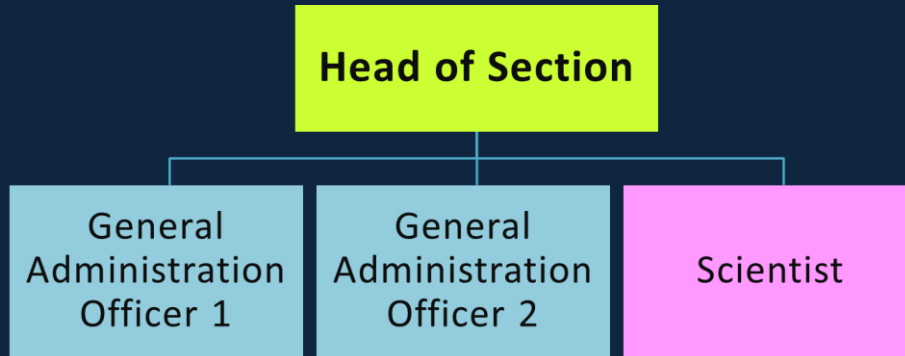 Head of Section
General
Administration
Officer 1
General
Administration
Officer 2
Scientist